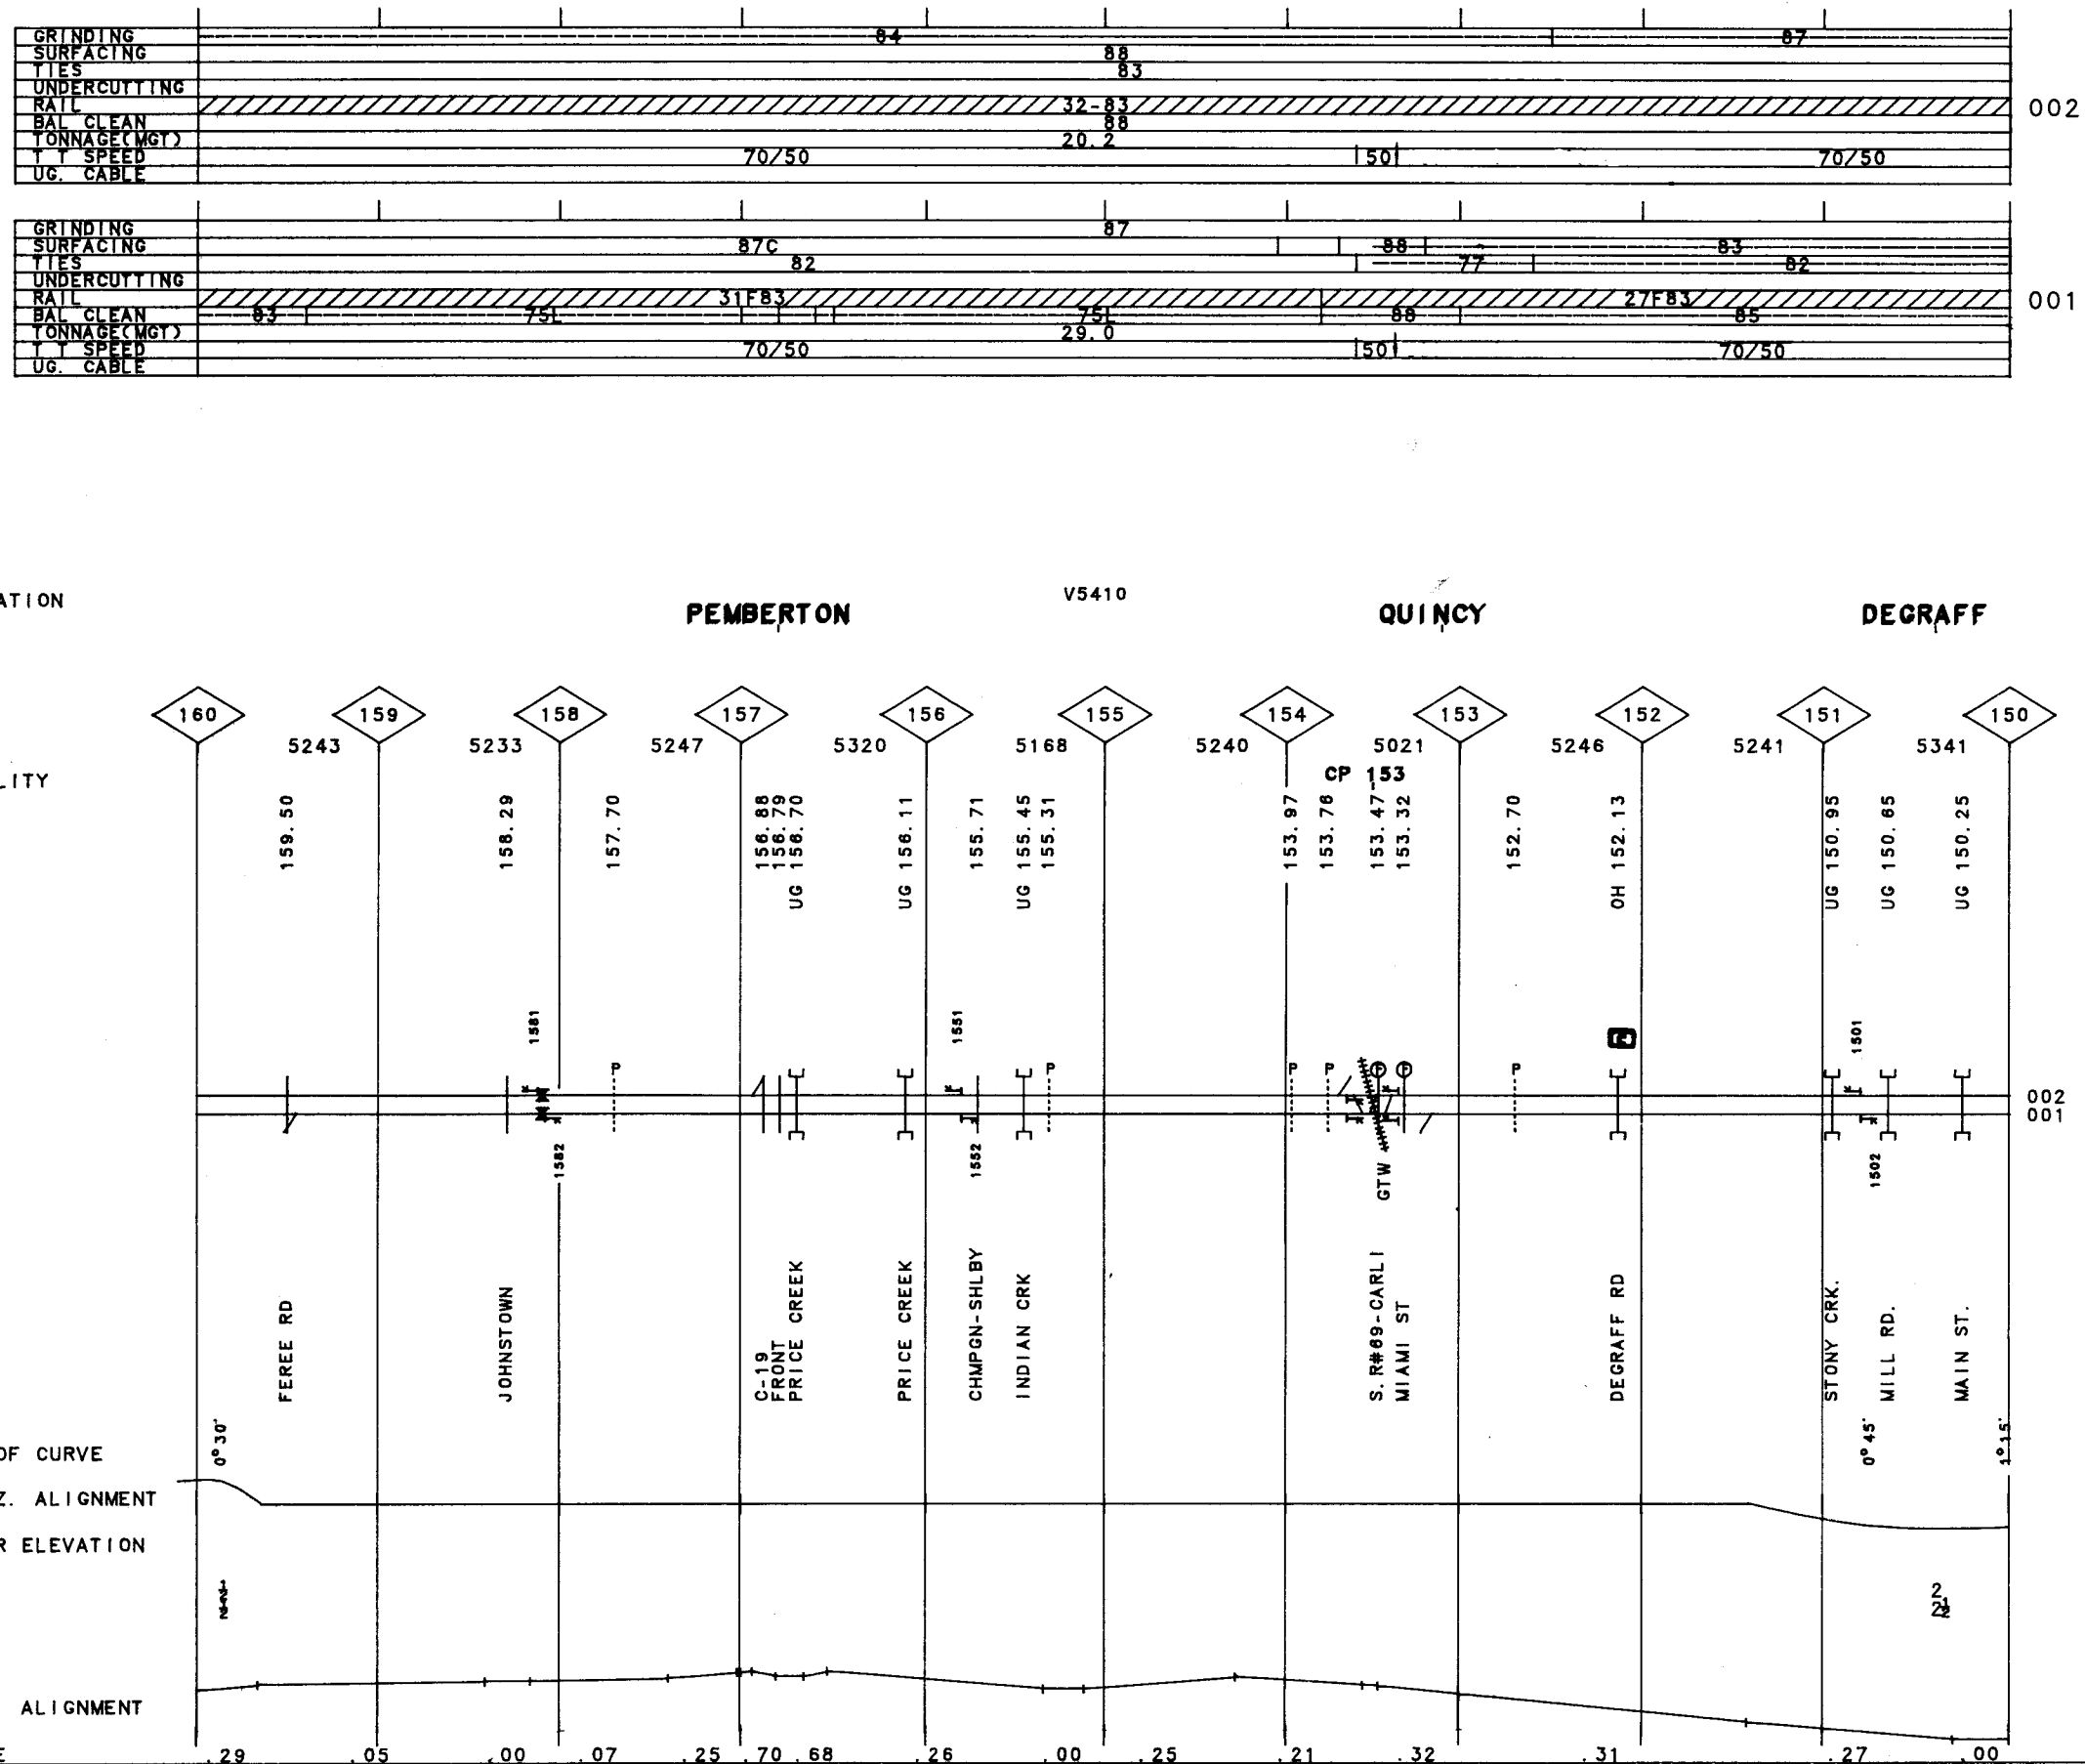 GRINDING 84 87
SURFACING 88
TIES 83
UNDERCUTTING
RAIL 32-83 002
BAL CLEAN 88
TONNAGE(MGT) 20.2
T T SPEED 70/50 50 70/50
UG. CABLE
GRINDING 87
SURFACING 87C 88 83
TIES 82 77 82
UNDERCUTTING
RAIL 31F83 27F83 001
BAL CLEAN 83 75L 75L 88 85
TONNAGE(MGT) 29.0
T T SPEED 70/50 50 70/50
UG. CABLE
ATION PEMBERTON V5410 QUINCY DEGRAFF
160 159 158 157 156 155 154 153 152 151 150
5243 5233 5247 5320 5168 5240 5021 5246 5241 5341
LITY CP 153
159.50 158.29 157.70 156.88 156.79 UG 156.70 UG 156.11 155.71 UG 155.45 155.31 153.97 153.76 153.47 153.32 152.70 OH 152.13 UG 150.95 UG 150.65 UG 150.25
1581 1551 1501
P P P P P P P
002
001
1582 1552 GTW 1502
FEREE RD JOHNSTOWN C-19 FRONT PRICE CREEK PRICE CREEK CHMPGN-SHLBY INDIAN CRK S.R#69-CARLI MIAMI ST DEGRAFF RD STONY CRK. MILL RD. MAIN ST.
OF CURVE 0°30' 0°45' 1°15'
Z. ALIGNMENT
R ELEVATION
2
2½
ALIGNMENT
E .29 .05 .00 .07 .25 .70 .68 .26 .00 .25 .21 .32 .31 .27 .00